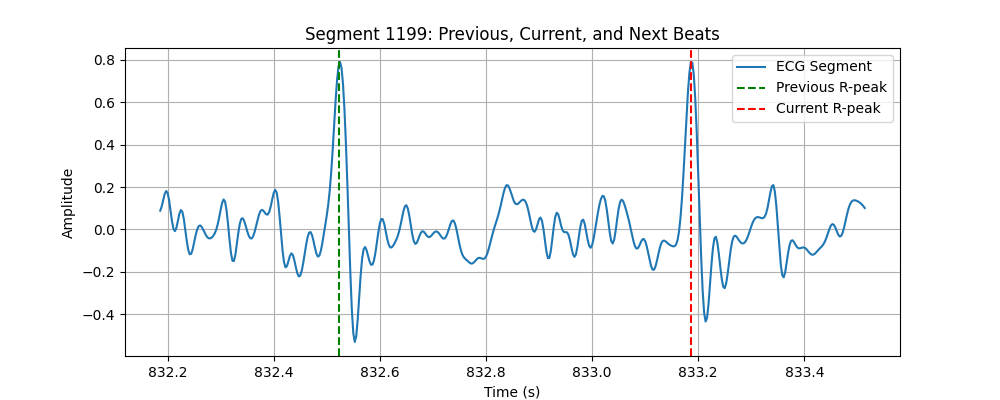 Segment 1199: Previous, Current, and Next Beats
ECG Segment
Previous R-peak
Current R-peak
Amplitude
0.8
0.6
0.4
0.2
0.0
−0.2
−0.4
832.2 832.4 832.6 832.8 833.0 833.2 833.4
Time (s)